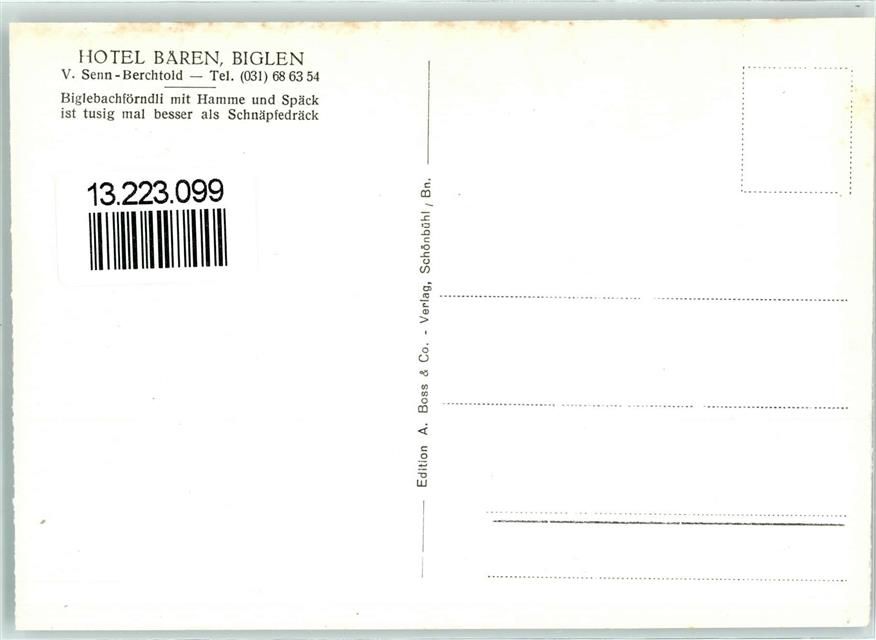 HOTEL BÄREN, BIGLEN
V. Senn-Berchtold — Tel. (031) 68 63 54
Biglebachförndli mit Hamme und Späck
ist tusig mal besser als Schnäpfedräck
13.223.099
Edition A. Boss & Co. - Verlag, Schönbühl / Bn.